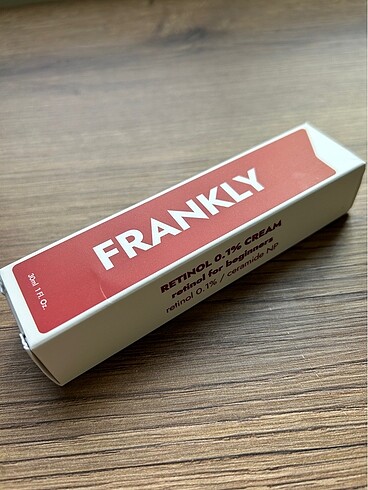 FRANKLY
30ml 1 Fl. Oz.
RETINOL 0.1% CREAM
retinol for beginners
retinol 0.1% / ceramide NP